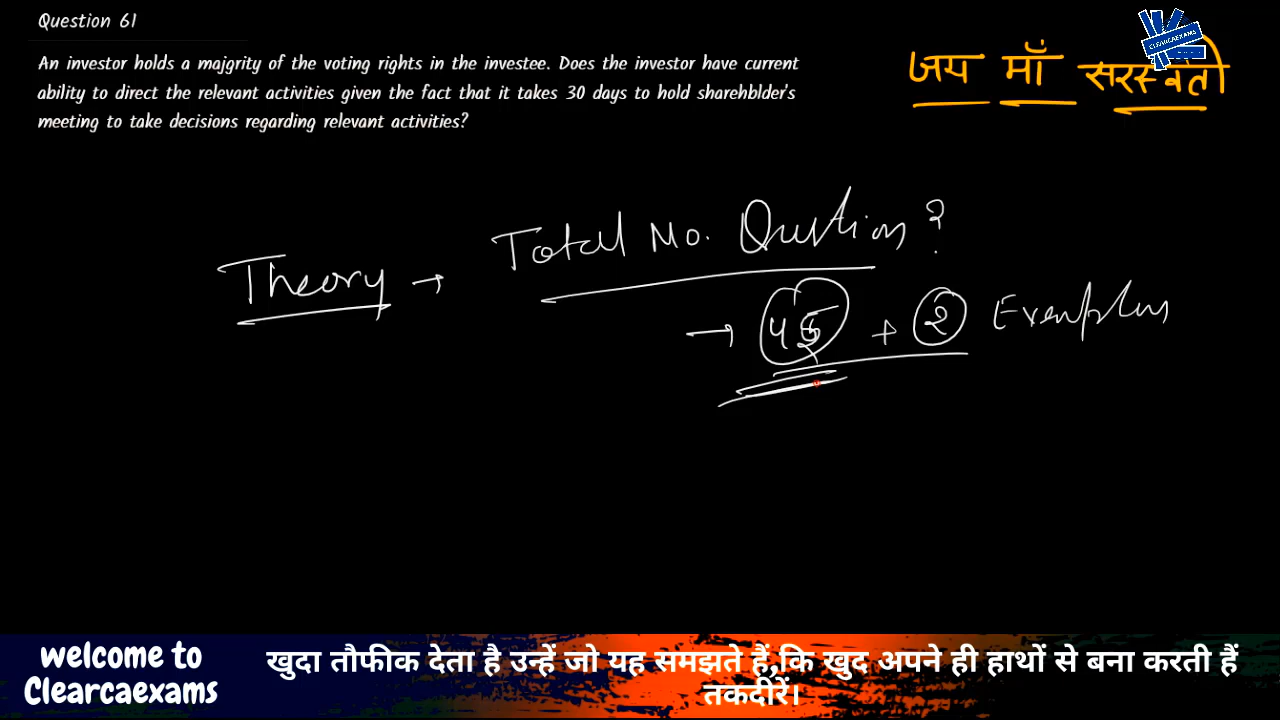 Question 61
An investor holds a majgrity of the voting rights in the investee. Does the investor have current
ability to direct the relevant activities given the fact that it takes 30 days to hold sharehblder's
meeting to take decisions regarding relevant activities?
CLEARCAEXAMS
जय माँ सरस्वती
Total No. Question?
Theory →
→ 45 + 2
welcome to
Clearcaexams
खुदा तौफीक देता है उन्हें जो यह समझते हैं,कि खुद अपने ही हाथों से बना करती हैं
तकदीरें।